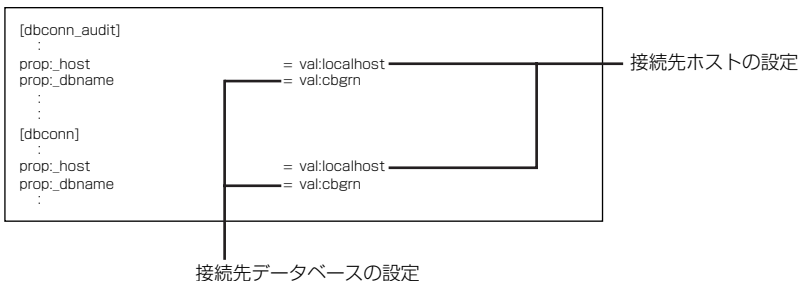 [dbconn_audit]
:
prop:_host = val:localhost
接続先ホストの設定
prop:_dbname = val:cbgrn
:
:
[dbconn]
:
prop:_host = val:localhost
prop:_dbname = val:cbgrn
:
接続先データベースの設定